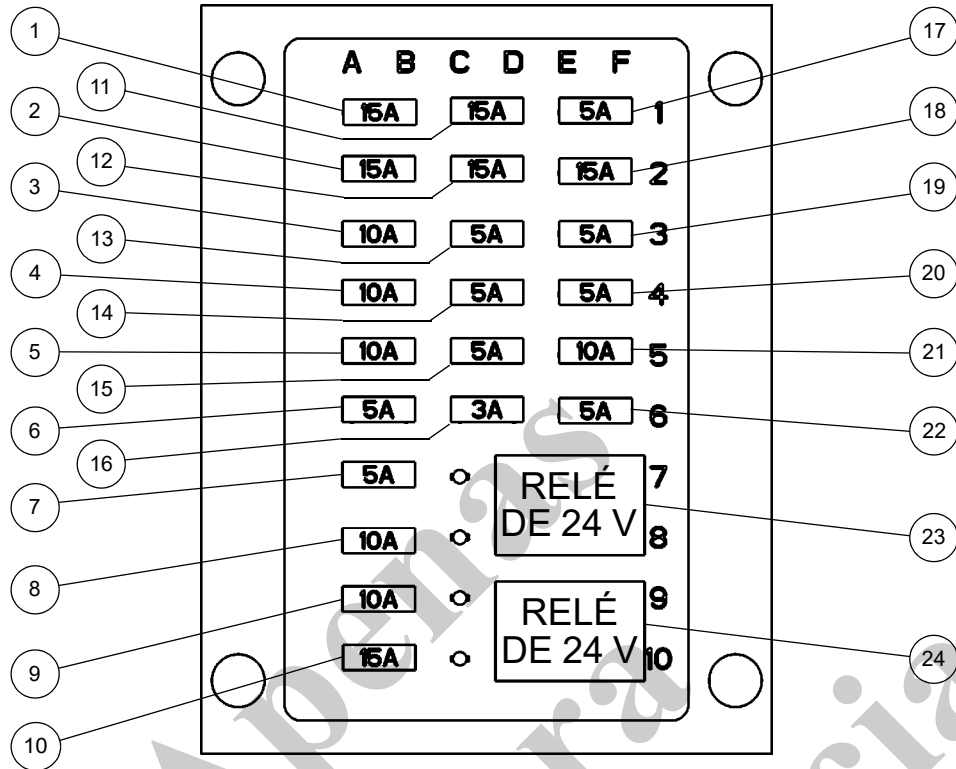 1
17
A B C D E F
11
15A 15A 5A 1
2
18
12
15A 15A 15A 2
3
19
10A 5A 5A 3
13
4
20
10A 5A 5A 4
14
5
21
10A 5A 10A 5
15
5A 3A 5A 6
6
22
16
5A 7
7
RELÉ
DE 24 V
23
10A 8
8
10A 9
RELÉ
DE 24 V
15A 10
9
24
10
Apenas